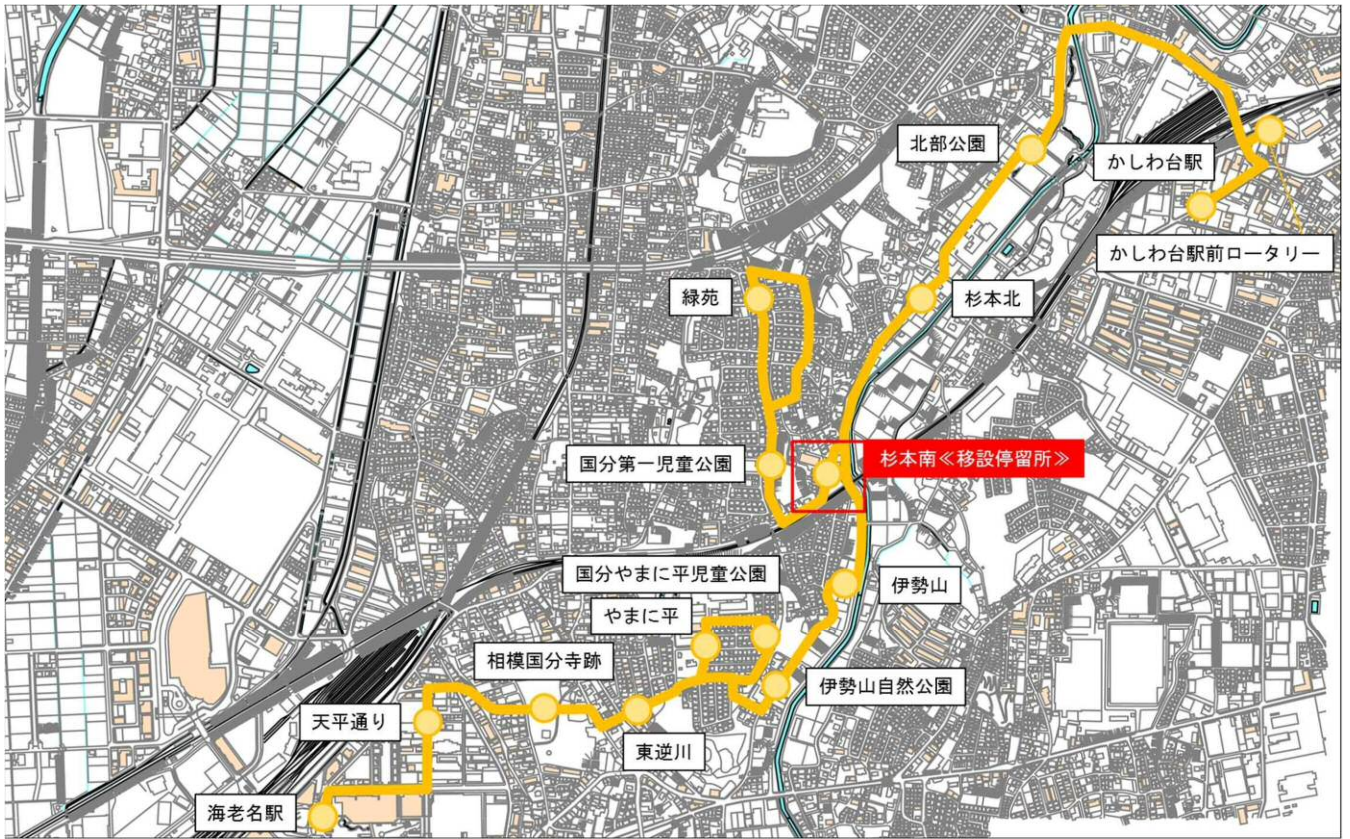 北部公園
かしわ台駅
かしわ台駅前ロータリー
緑苑
杉本北
国分第一児童公園
杉本南≪移設停留所≫
国分やまに平児童公園
伊勢山
やまに平
相模国分寺跡
伊勢山自然公園
天平通り
東逆川
海老名駅